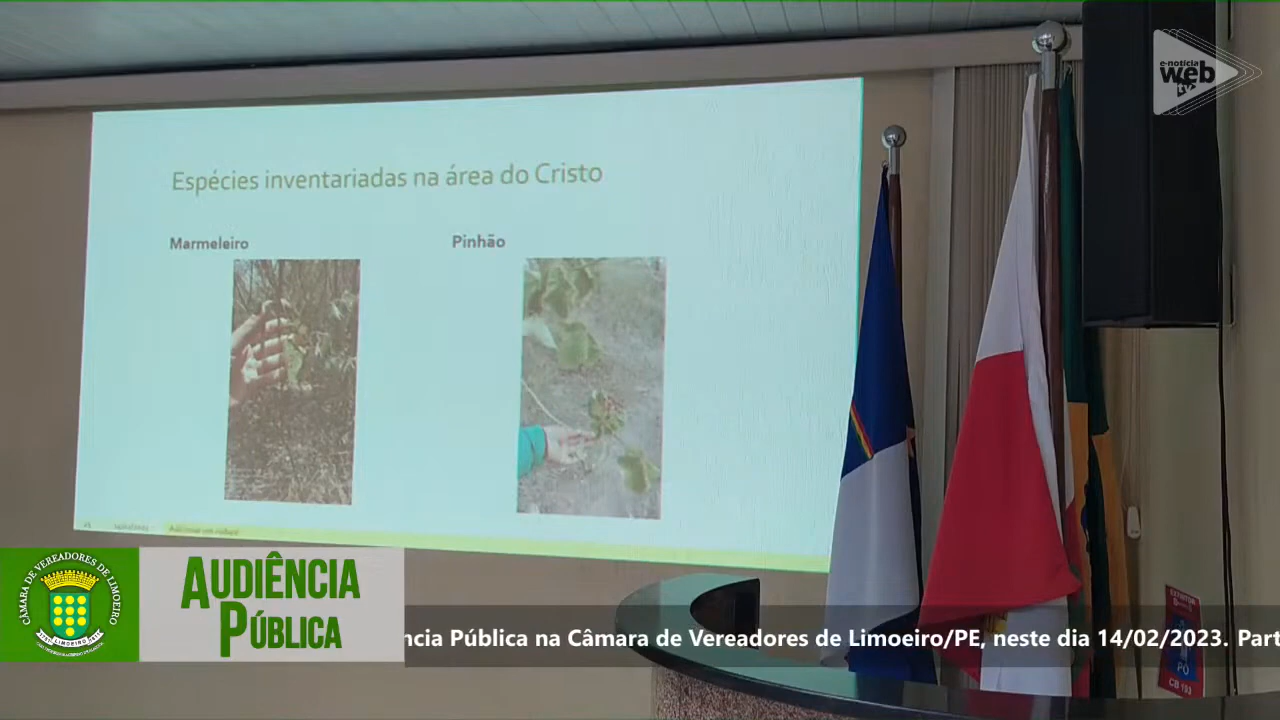 e-notícia
web
tv
Espécies inventariadas na área do Cristo
Marmeleiro
Pinhão
CÂMARA DE VEREADORES DE LIMOEIRO
AUDIÊNCIA
PÚBLICA
ncia Pública na Câmara de Vereadores de Limoeiro/PE, neste dia 14/02/2023. Part
PÓ